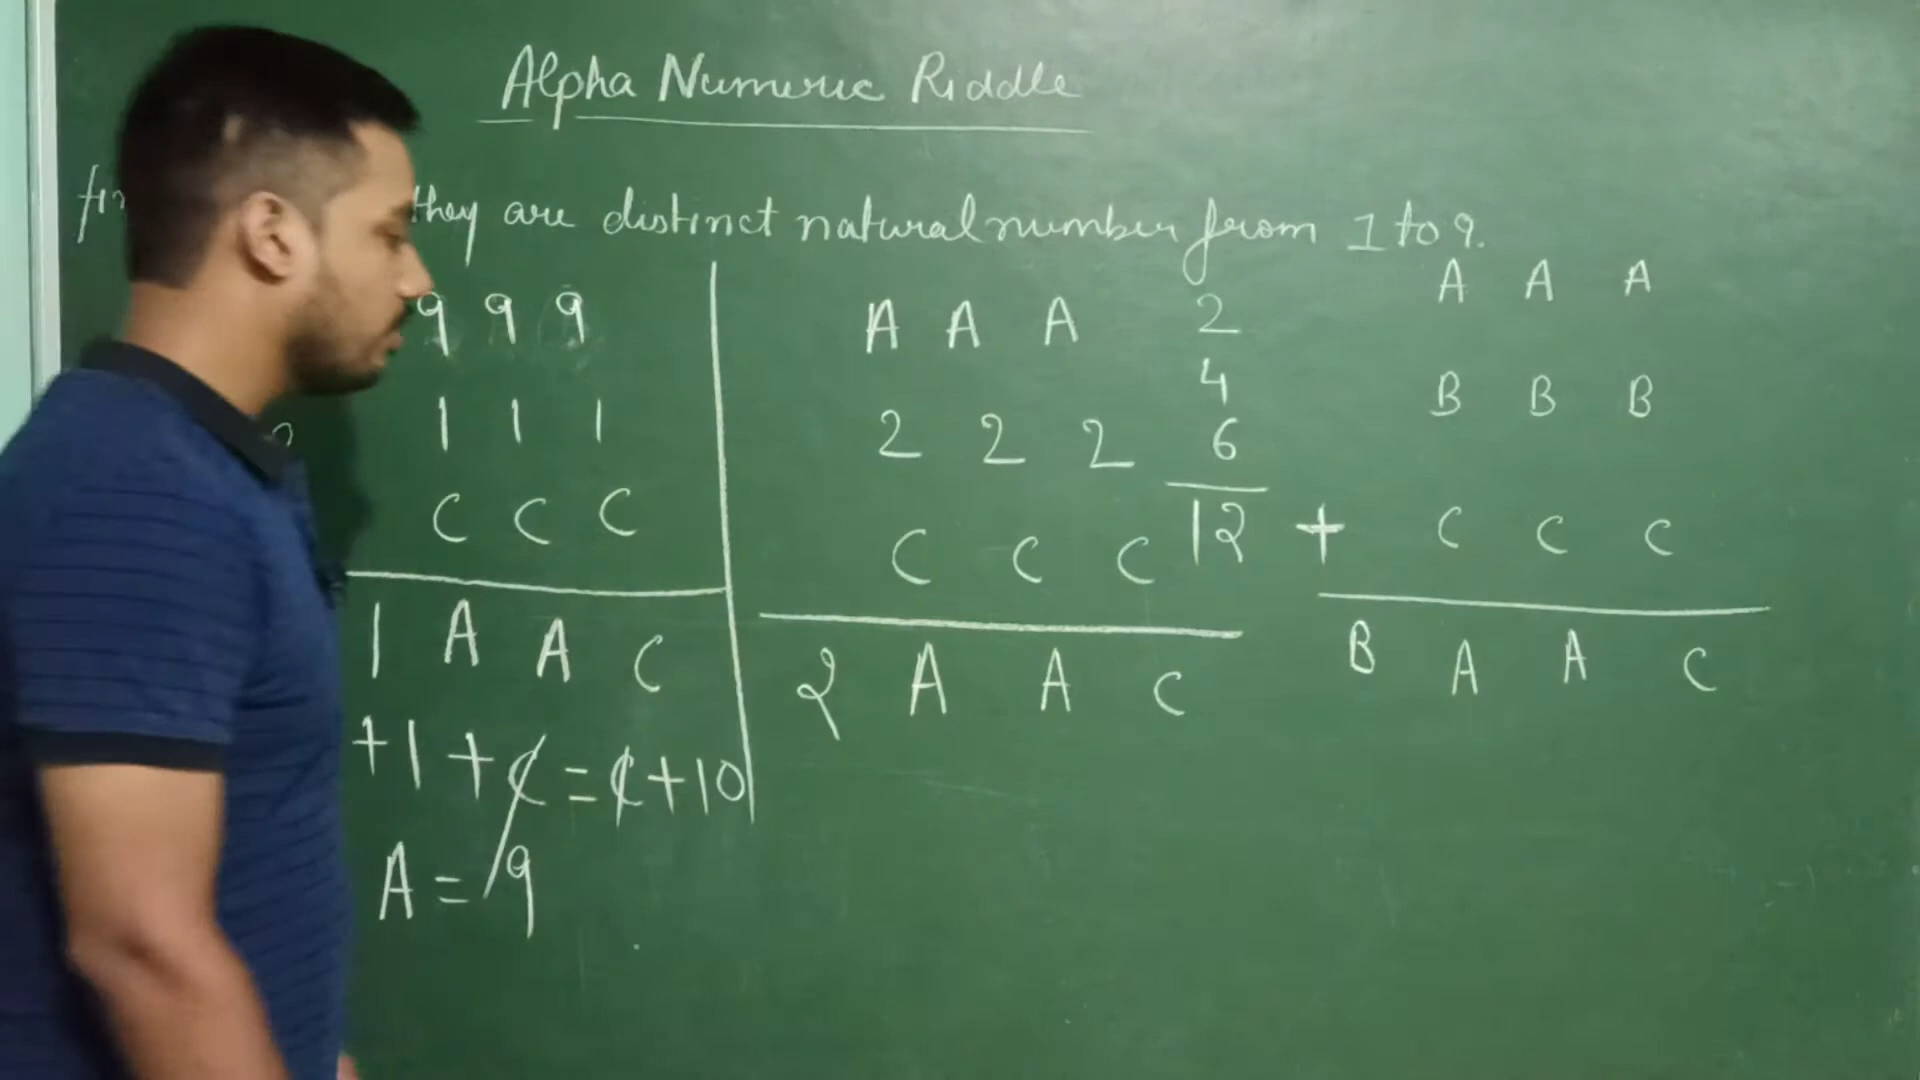 Alpha Numeric Riddle
they are distinct natural number from 1 to 9.
9 9 9
1 1 1
C C C
1 A A C
+1 + C = C + 10
A = 9
A A A
2 2 2
C C C
2 A A C
2
4
6
12
A A A
B B B
+ C C C
B A A C